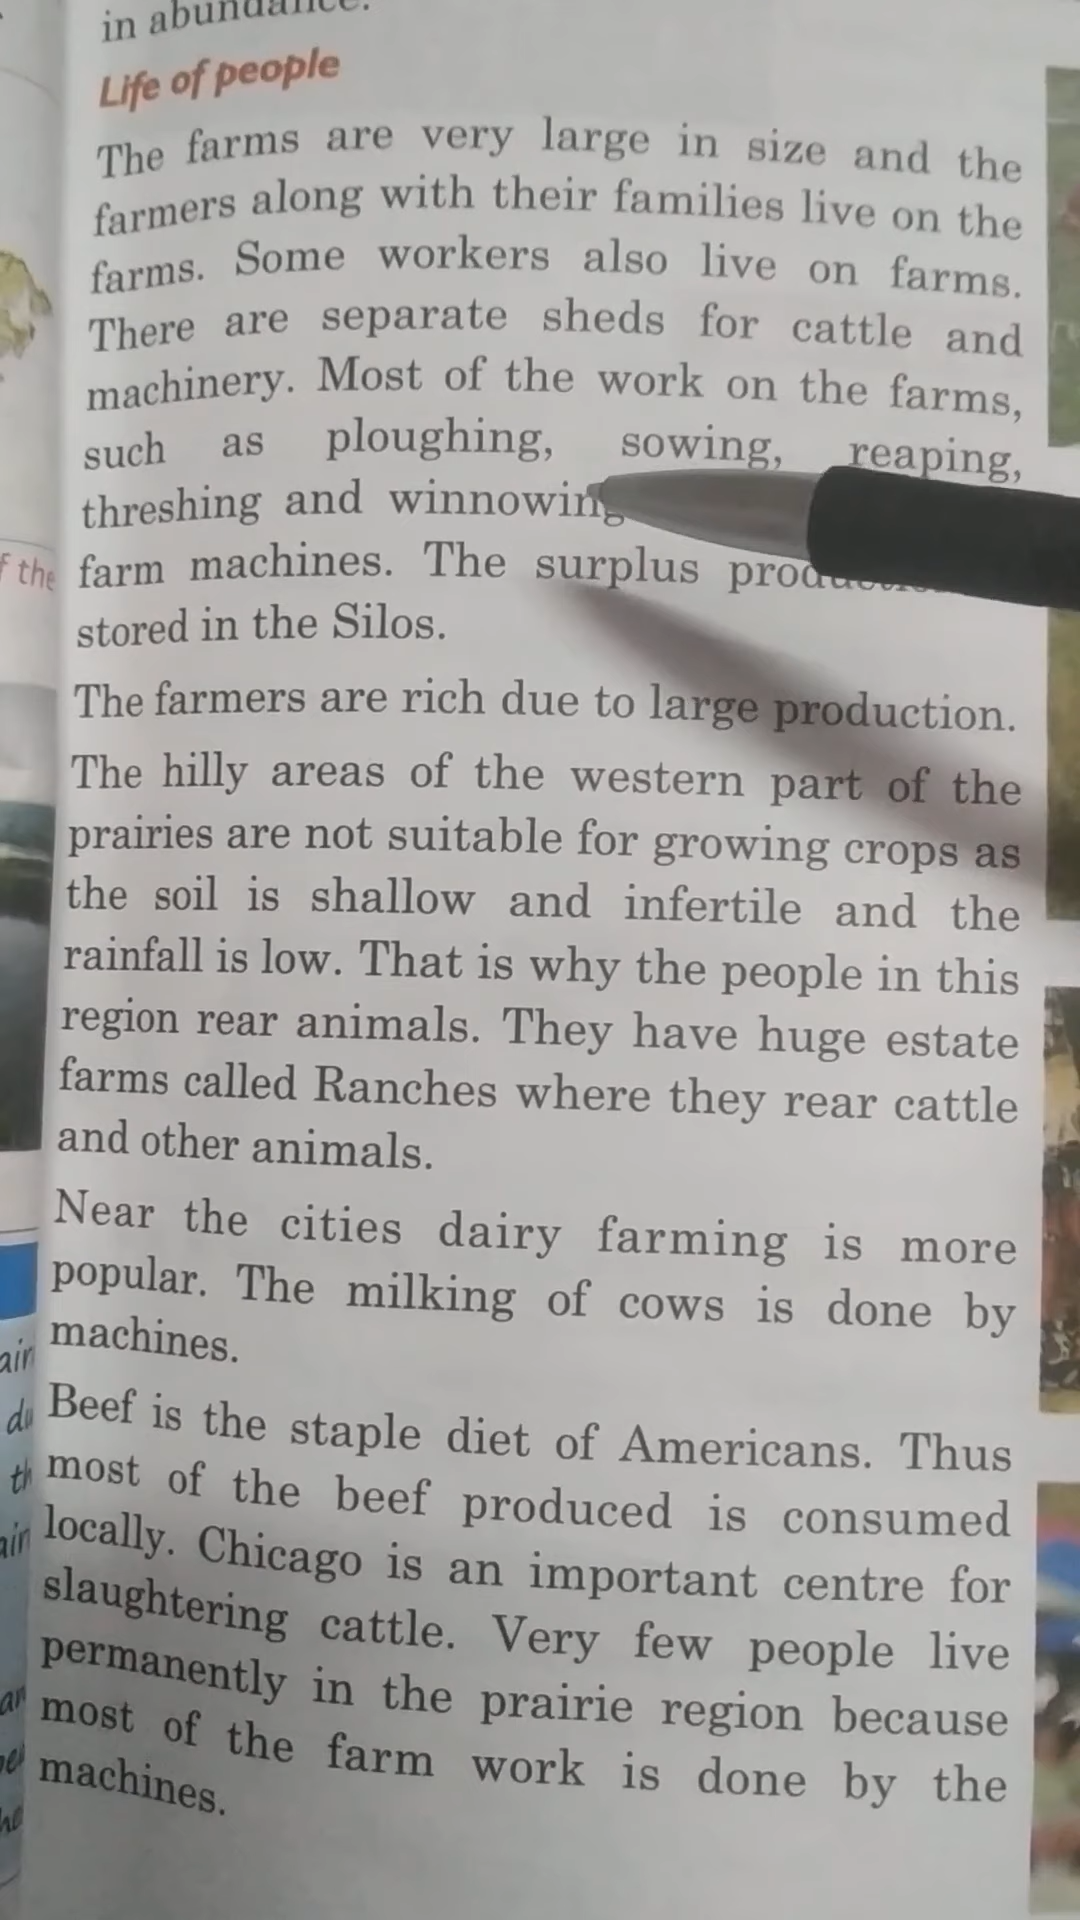 in abundance.
Life of people
The farms are very large in size and the
farmers along with their families live on the
farms. Some workers also live on farms.
There are separate sheds for cattle and
machinery. Most of the work on the farms,
such as ploughing, sowing, reaping,
threshing and winnowing
farm machines. The surplus
stored in the Silos.
The farmers are rich due to large production.
The hilly areas of the western part of the
prairies are not suitable for growing crops as
the soil is shallow and infertile and the
rainfall is low. That is why the people in this
region rear animals. They have huge estate
farms called Ranches where they rear cattle
and other animals.
Near the cities dairy farming is more
popular. The milking of cows is done by
machines.
Beef is the staple diet of Americans. Thus
most of the beef produced is consumed
locally. Chicago is an important centre for
slaughtering cattle. Very few people live
permanently in the prairie region because
most of the farm work is done by the
machines.
the